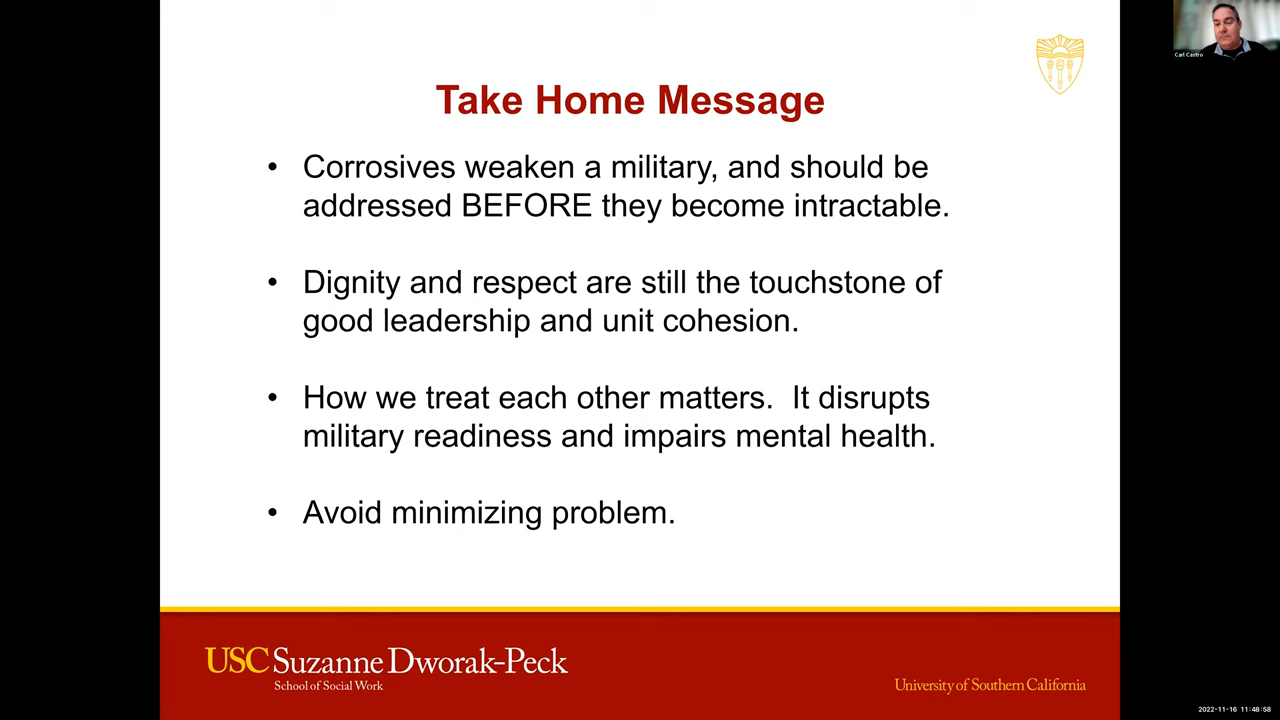 Carl Castro
Take Home Message
• Corrosives weaken a military, and should be
addressed BEFORE they become intractable.
• Dignity and respect are still the touchstone of
good leadership and unit cohesion.
• How we treat each other matters.  It disrupts
military readiness and impairs mental health.
• Avoid minimizing problem.
USC Suzanne Dworak-Peck
School of Social Work
University of Southern California
2022-11-16 11:48:58